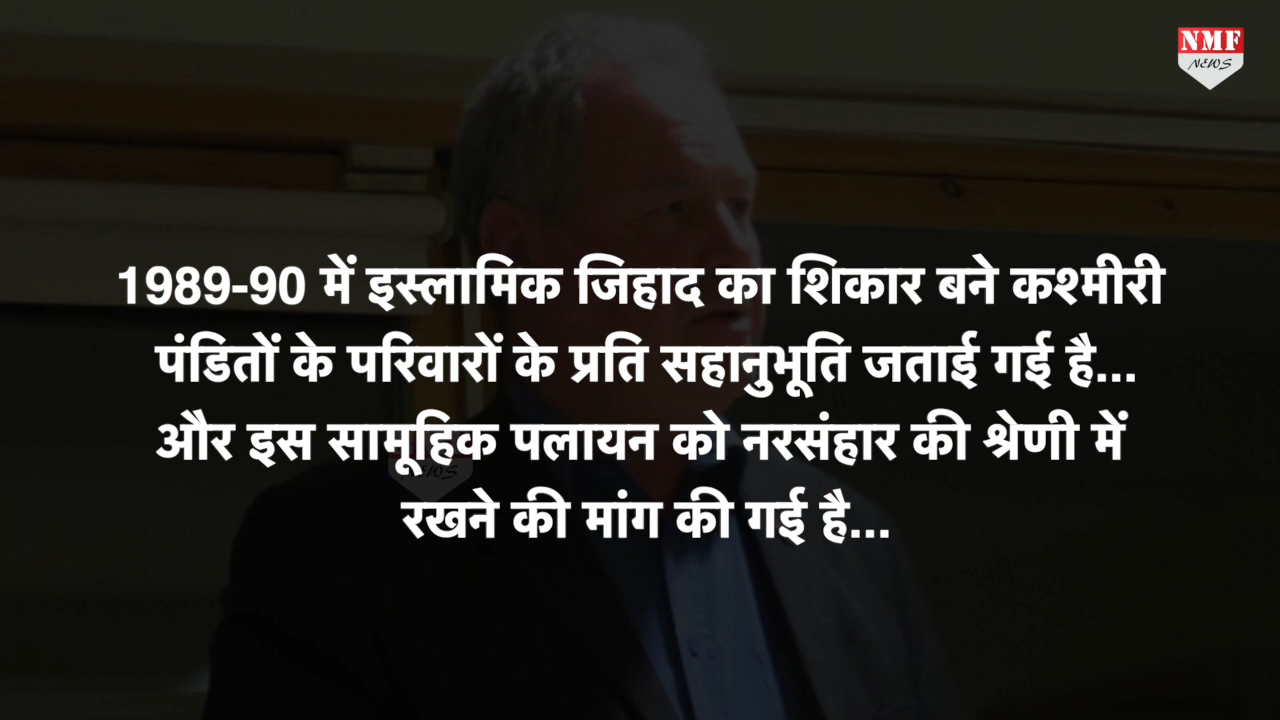 NMF
NEWS
1989-90 में इस्लामिक जिहाद का शिकार बने कश्मीरी
पंडितों के परिवारों के प्रति सहानुभूति जताई गई है...
और इस सामूहिक पलायन को नरसंहार की श्रेणी में
NEWS
रखने की मांग की गई है...